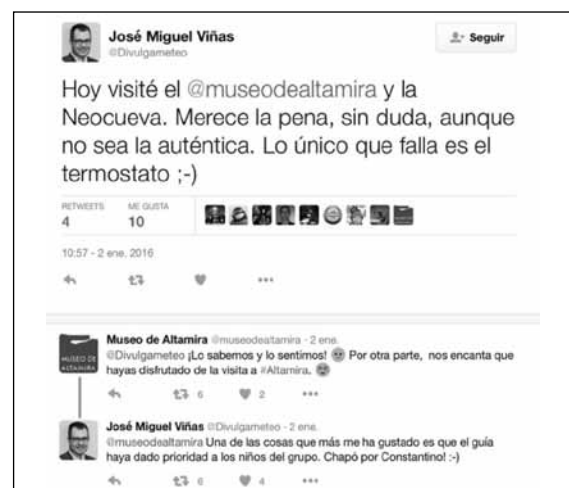 José Miguel Viñas
@Divulgameteo
Seguir
Hoy visité el @museodealtamira y la
Neocueva. Merece la pena, sin duda, aunque
no sea la auténtica. Lo único que falla es el
termostato ;-)
RETWEETS
4
ME GUSTA
10
10:57 - 2 ene. 2016
MUSEO DE
ALTAMIRA
Museo de Altamira @museodealtamira - 2 ene.
@Divulgameteo ¡Lo sabemos y lo sentimos! Por otra parte, nos encanta que
hayas disfrutado de la visita a #Altamira.
6
2
José Miguel Viñas @Divulgameteo - 2 ene.
@museodealtamira Una de las cosas que más me ha gustado es que el guía
haya dado prioridad a los niños del grupo. Chapó por Constantino! :-)
6
4